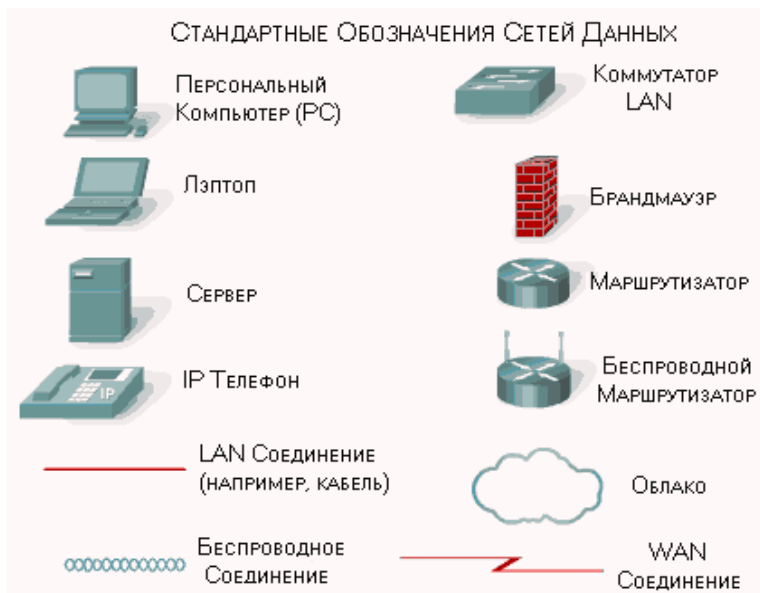 Стандартные Обозначения Сетей Данных
Персональный
Компьютер (PC)
Коммутатор
LAN
Лэптоп
Брандмауэр
Сервер
Маршрутизатор
IP
IP Телефон
Беспроводной
Маршрутизатор
LAN Соединение
(например, кабель)
Облако
Беспроводное
Соединение
WAN
Соединение